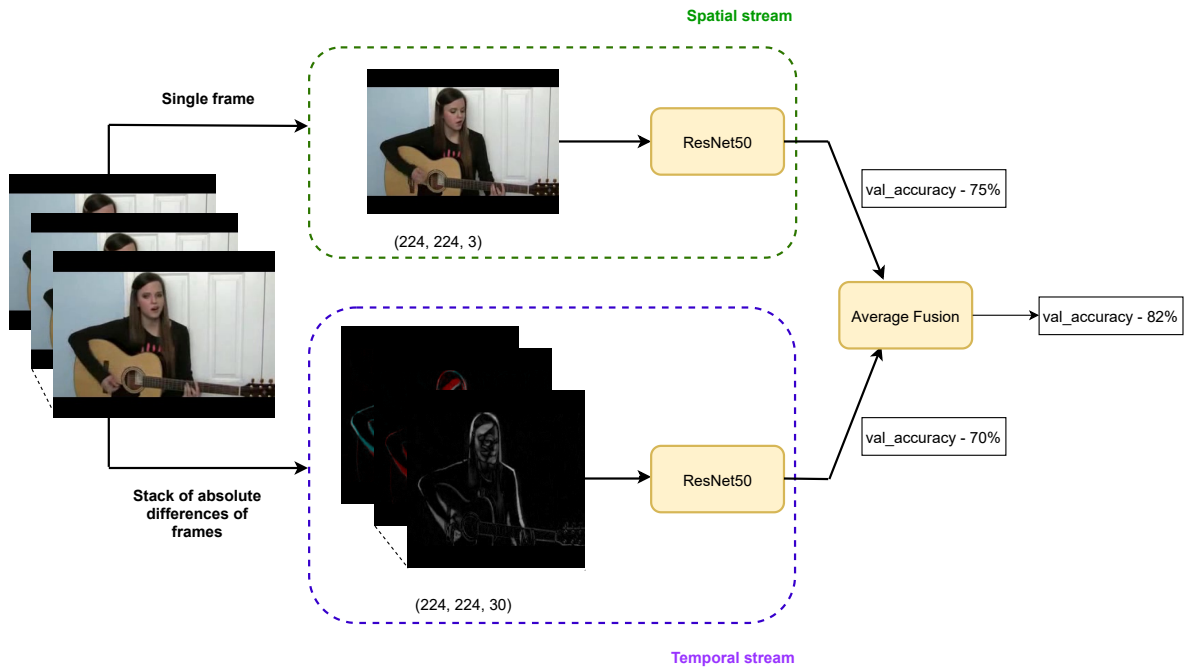 Spatial stream
Single frame
ResNet50
(224, 224, 3)
val_accuracy - 75%
Average Fusion
val_accuracy - 82%
val_accuracy - 70%
ResNet50
Stack of absolute
differences of
frames
(224, 224, 30)
Temporal stream